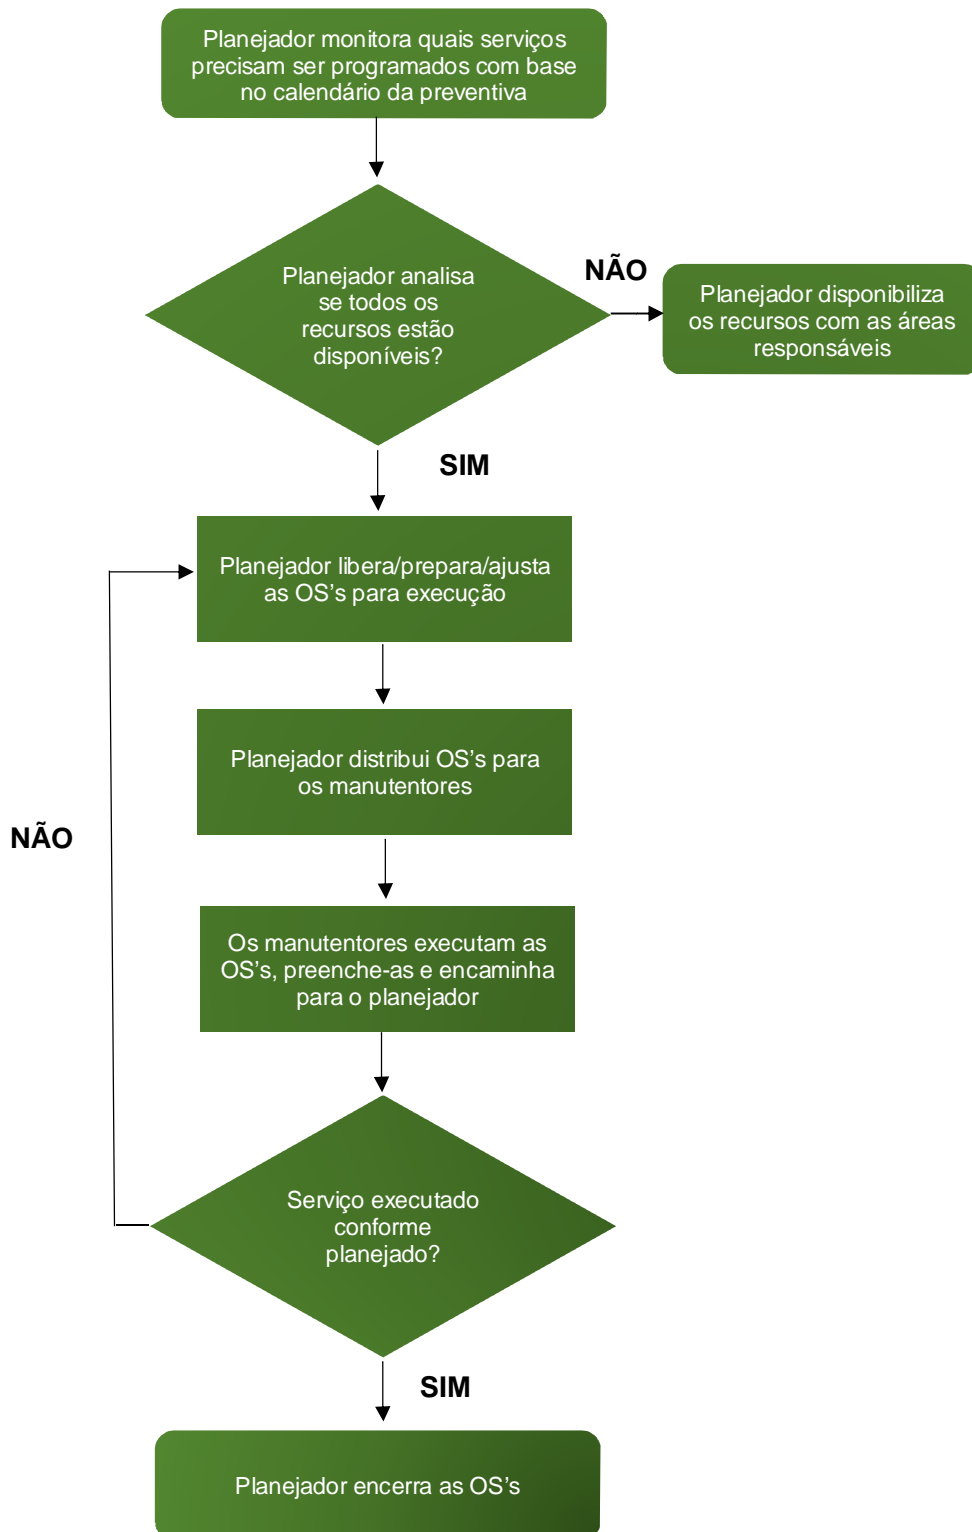 Planejador monitora quais serviços
precisam ser programados com base
no calendário da preventiva
Planejador analisa
se todos os
recursos estão
disponíveis?
NÃO
Planejador disponibiliza
os recursos com as áreas
responsáveis
SIM
Planejador libera/prepara/ajusta
as OS’s para execução
Planejador distribui OS’s para
os manutentores
NÃO
Os manutentores executam as
OS’s, preenche-as e encaminha
para o planejador
Serviço executado
conforme
planejado?
SIM
Planejador encerra as OS’s